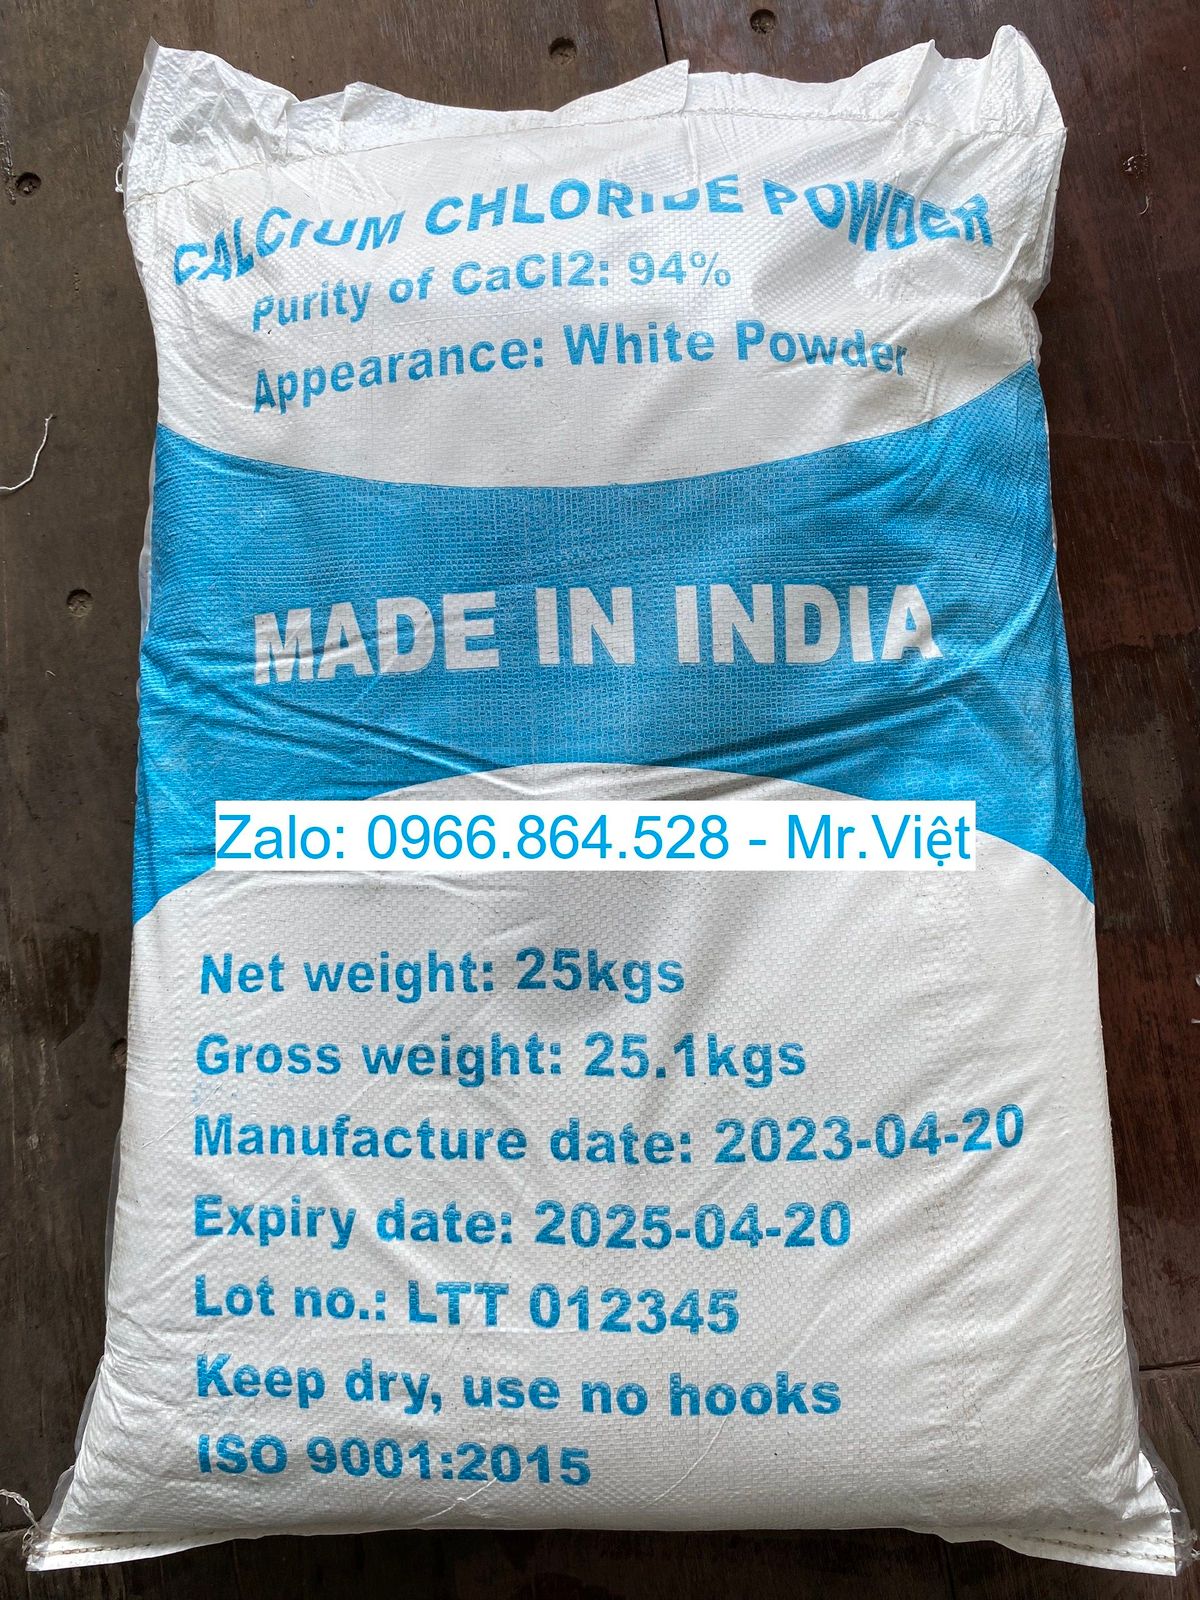 CALCIUM CHLORIDE POWDER
Purity of CaCl2: 94%
Appearance: White Powder
MADE IN INDIA
Zalo: 0966.864.528 - Mr.Việt
Net weight: 25kgs
Gross weight: 25.1kgs
Manufacture date: 2023-04-20
Expiry date: 2025-04-20
Lot no.: LTT 012345
Keep dry, use no hooks
ISO 9001:2015